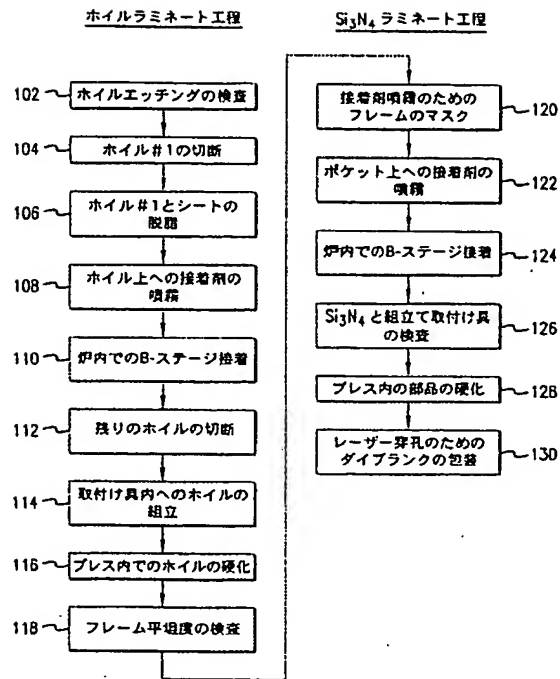 ホイルラミネート工程
102
ホイルエッチングの検査
104
ホイル#1の切断
106
ホイル#1とシートの
脱脂
108
ホイル上への接着剤の
噴霧
110
炉内でのB-ステージ接着
112
残りのホイルの切断
114
取付け具内へのホイルの
組立
116
プレス内でのホイルの硬化
118
フレーム平坦度の検査
Si₃N₄ ラミネート工程
接着剤噴霧のための
フレームのマスク
120
ポケット上への接着剤の
噴霧
122
炉内でのB-ステージ接着
124
Si₃N₄と組立て取付け具
の検査
126
プレス内の部品の硬化
128
レーザー穿孔のための
ダイブランクの包装
130